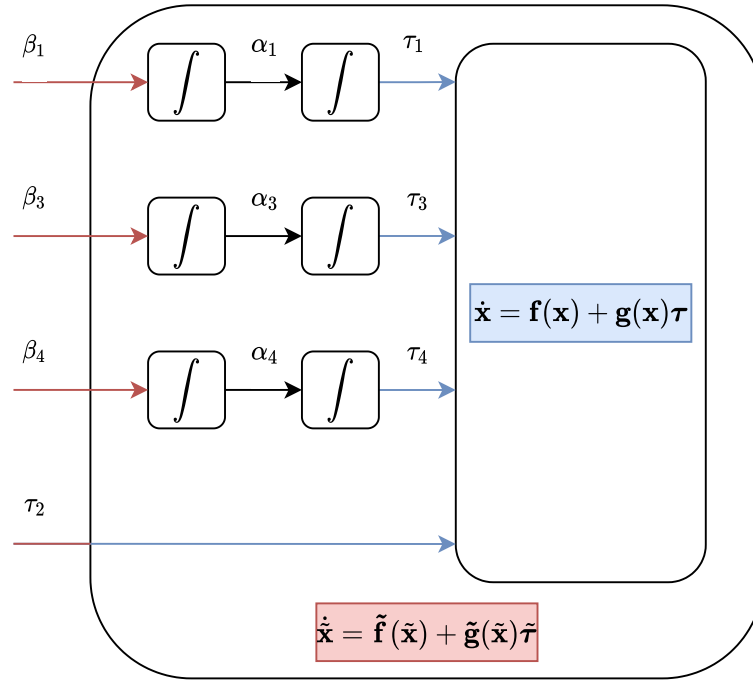 β₁ ∫ α₁ ∫ τ₁
β₃ ∫ α₃ ∫ τ₃
ẋ = f(x) + g(x)τ
β₄ ∫ α₄ ∫ τ₄
τ₂
x̃̇ = f̃(x̃) + g̃(x̃)τ̃